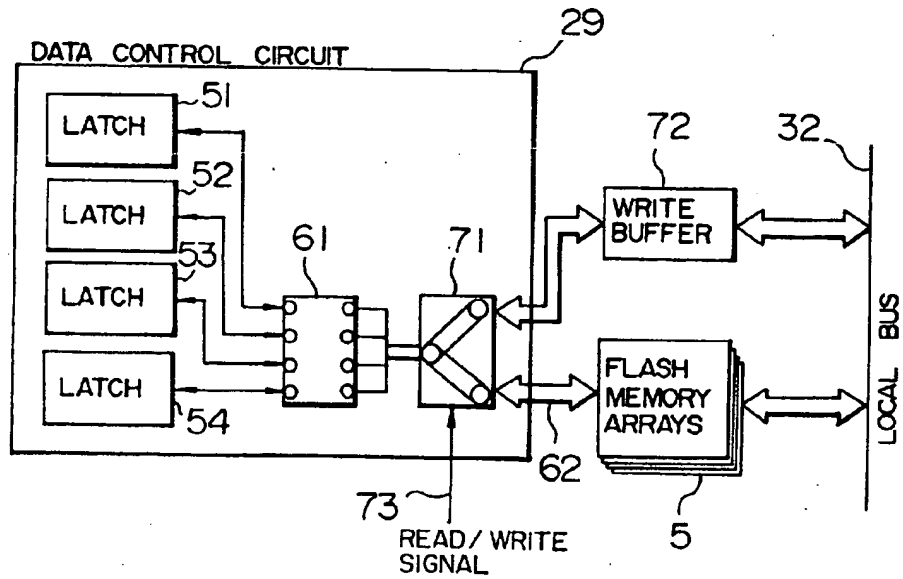 29
DATA CONTROL CIRCUIT
51
LATCH
52
LATCH
53
LATCH
LATCH
54
61
71
72
WRITE
BUFFER
32
LOCAL BUS
FLASH
MEMORY
ARRAYS
62
5
73
READ/WRITE
SIGNAL